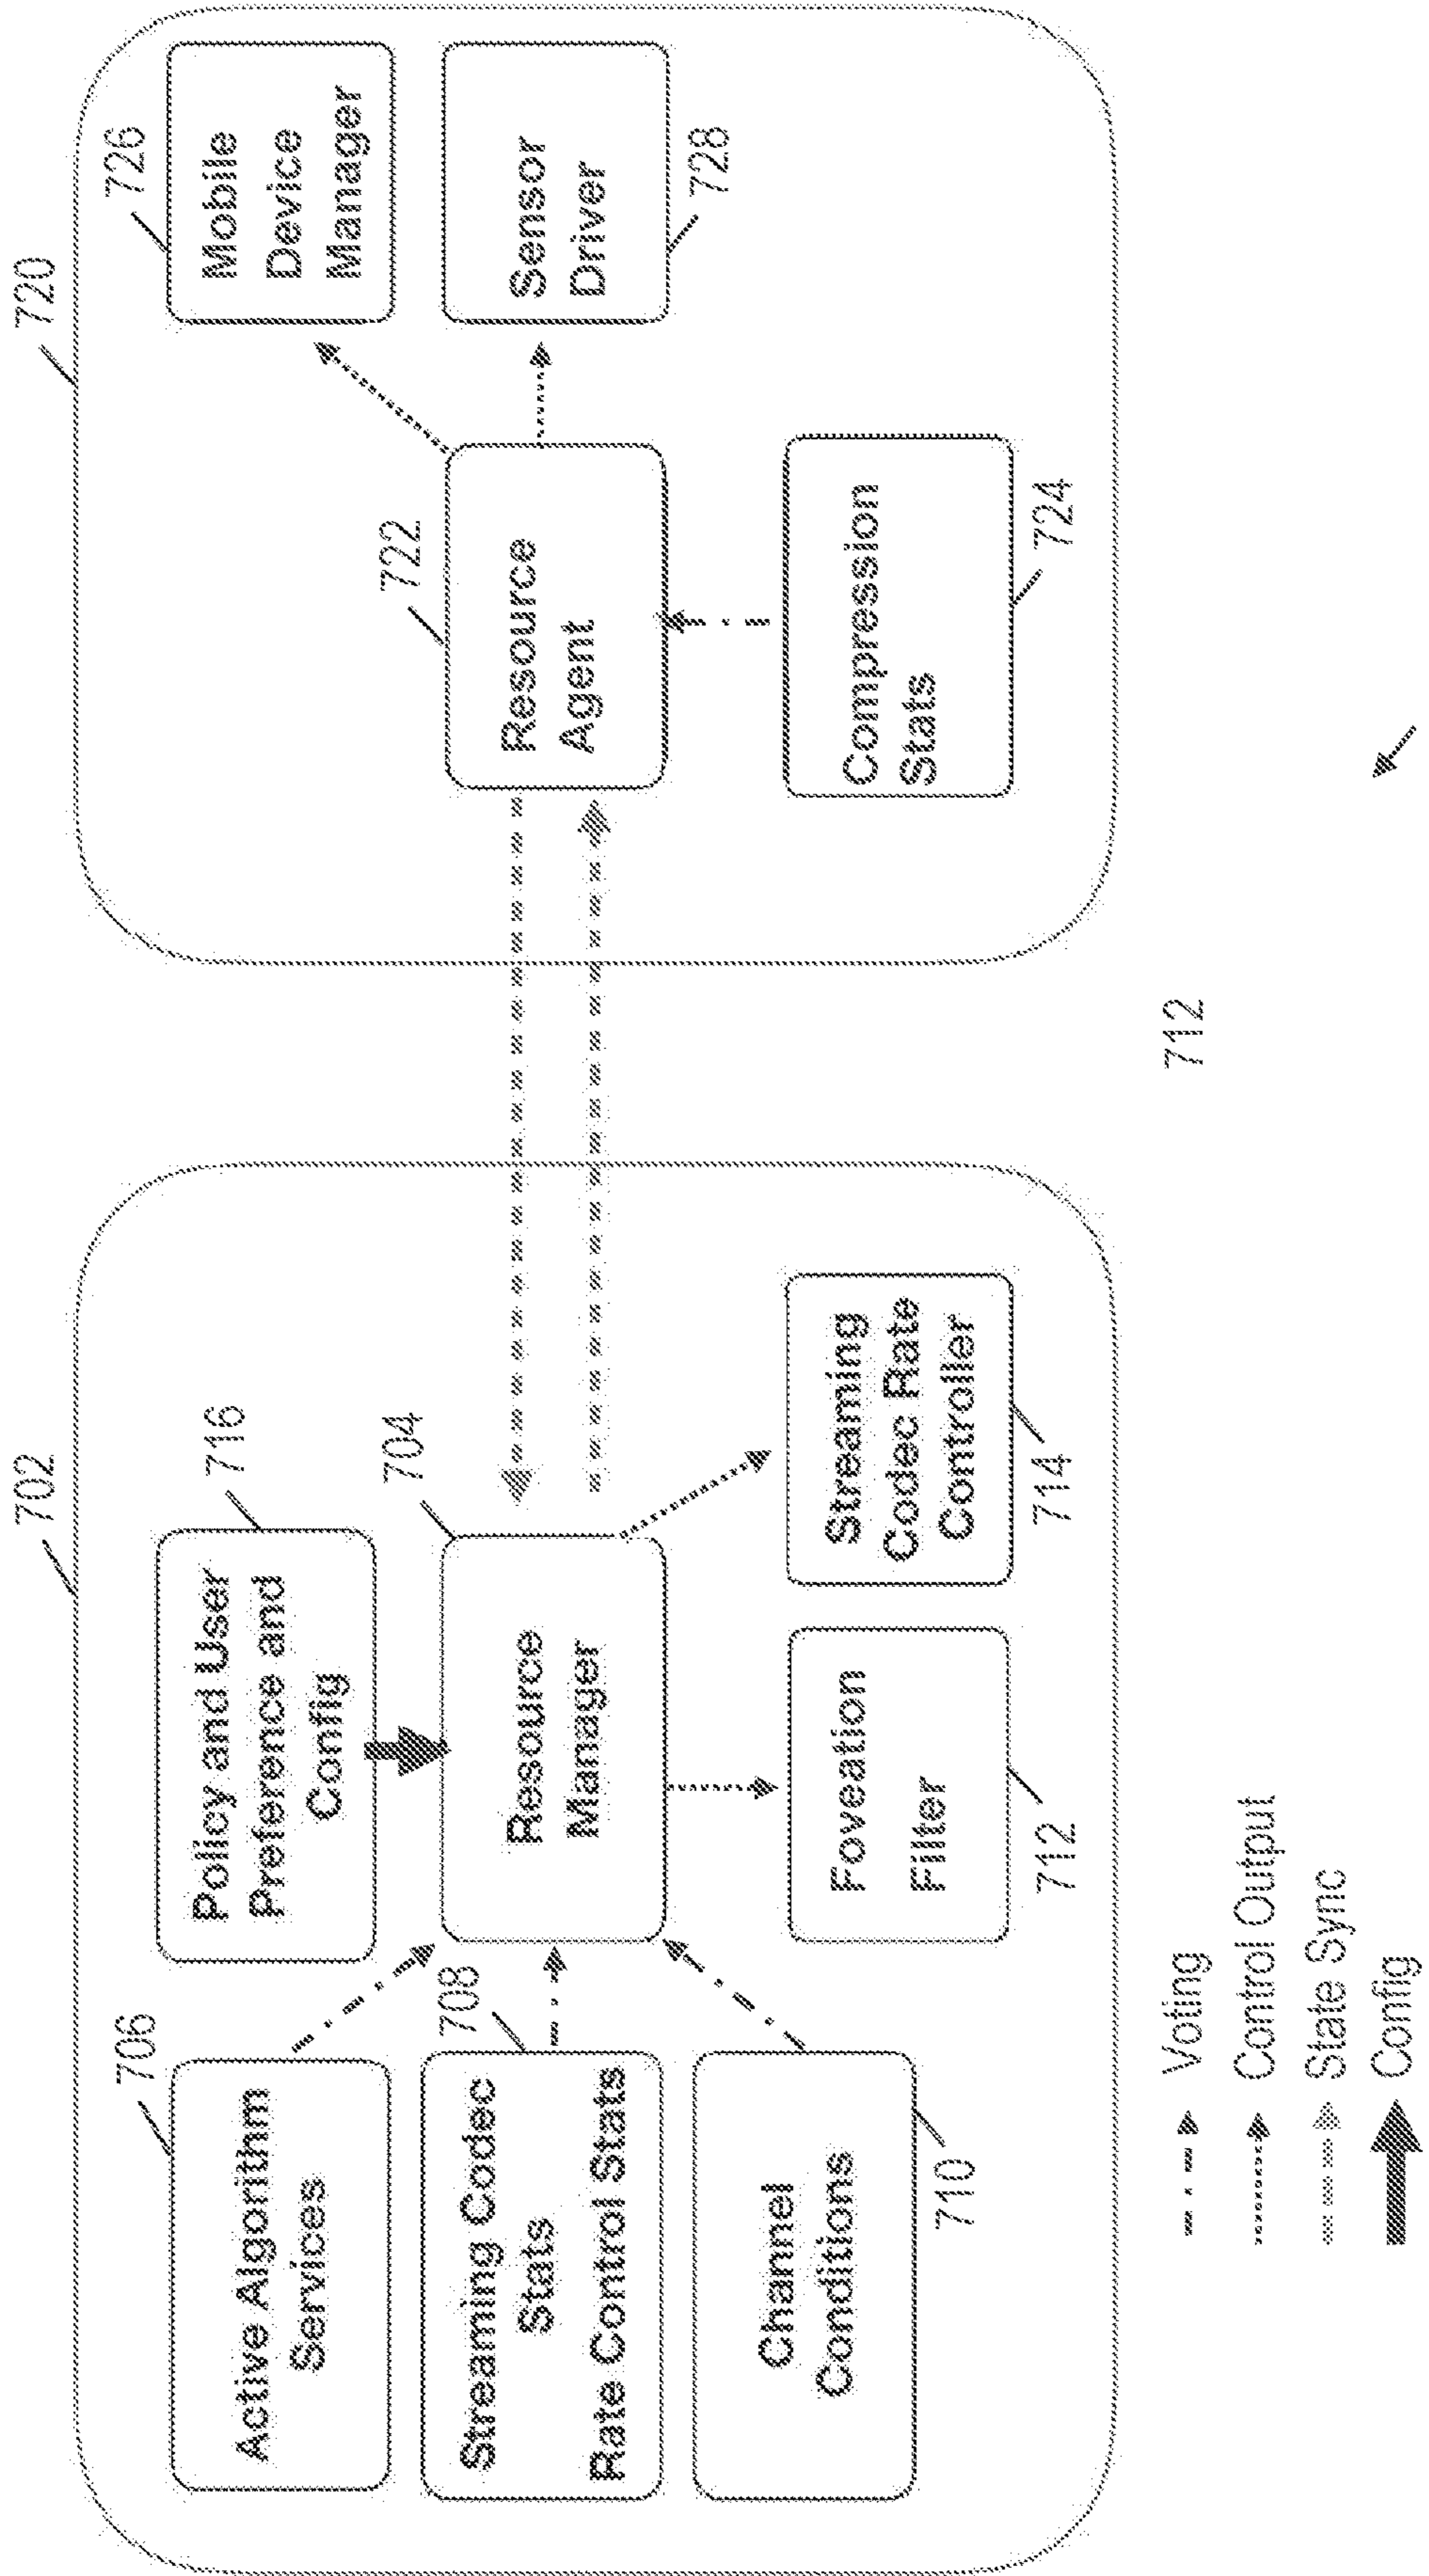 702
706
Active Algorithm
Services
708
Streaming Codec
Stats
Rate Control Stats
Channel
Conditions
710
716
Policy and User
Preference and
Config
704
Resource
Manager
Foveation
Filter
712
Streaming
Codec Rate
Controller
714
720
722
Resource
Agent
Compression
Stats
724
726
Mobile
Device
Manager
Sensor
Driver
728
712
Voting
Control Output
State Sync
Config